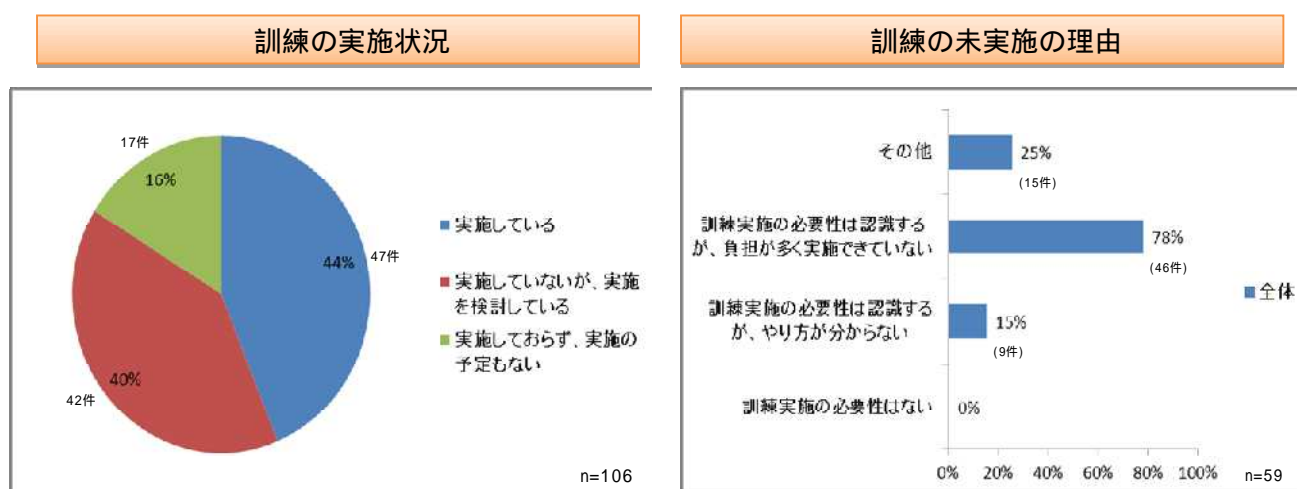 訓練の実施状況
17件
16%
44%
47件
40%
42件
実施している
実施していないが、実施
を検討している
実施しておらず、実施の
予定もない
n=106
訓練の未実施の理由
その他
25%
(15件)
訓練実施の必要性は認識する
が、負担が多く実施できていない
78%
(46件)
訓練実施の必要性は認識する
が、やり方が分からない
15%
(9件)
訓練実施の必要性はない
0%
全体
0% 20% 40% 60% 80% 100%
n=59